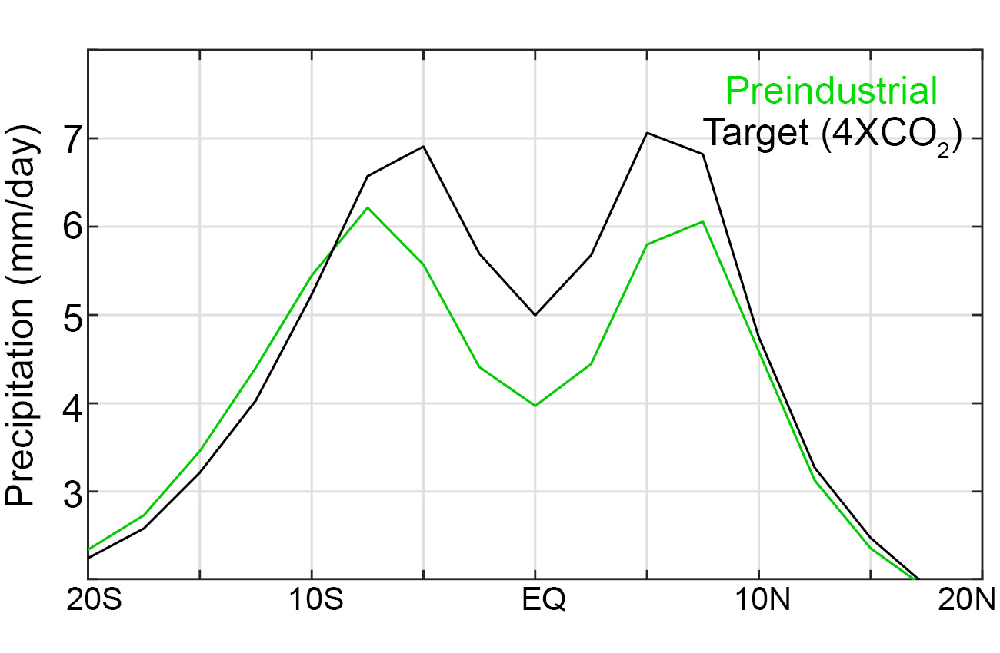 Preindustrial
Target (4XCO₂)
Precipitation (mm/day)
7
6
5
4
3
20S 10S EQ 10N 20N